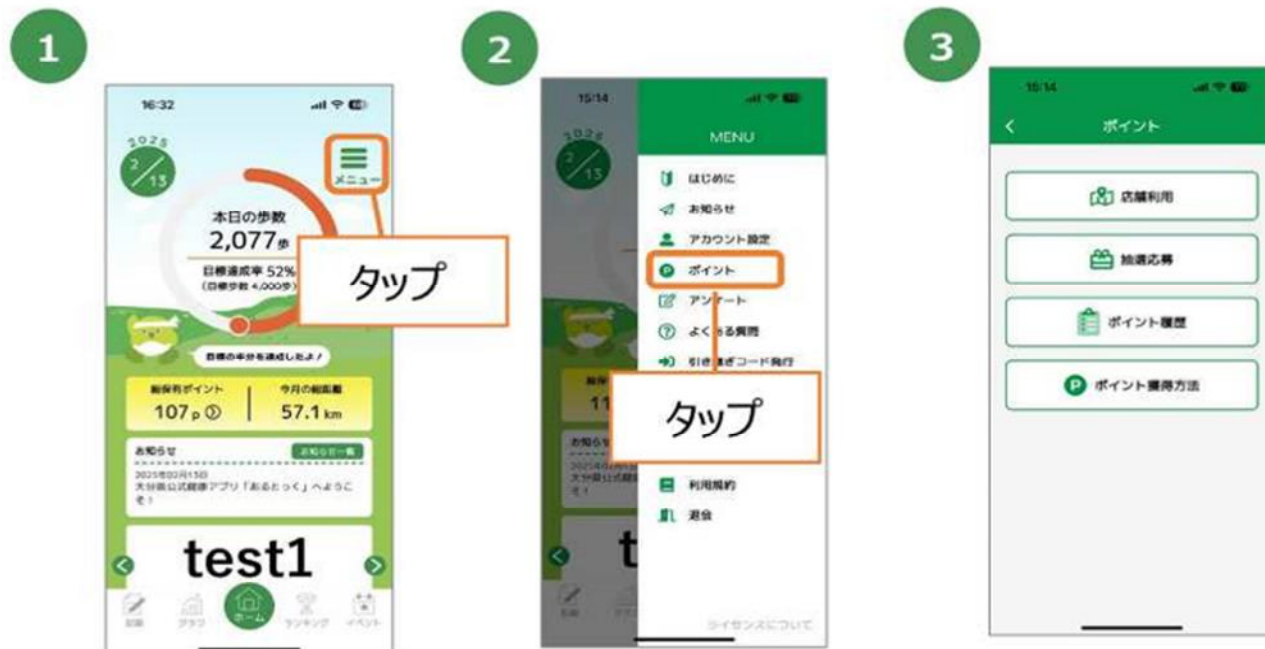 1
16:32
2025
2/13
メニュー
本日の歩数
2,077歩
目標達成率 52%
(目標歩数 4,000歩)
タップ
目標の半分を達成したよ!
総保有ポイント
今月の総距離
107p
57.1 km
お知らせ
お知らせ一覧
2025年02月13日
大分県公式健康アプリ「あるとっく」へようこそ!
test1
記録
グラフ
ホーム
ランキング
イベント
2
15:14
2025
2/13
MENU
はじめに
お知らせ
アカウント設定
ポイント
アンケート
よくある質問
引き継ぎコード発行
タップ
11
お知らせ
利用規約
退会
t
ライセンスについて
3
15:14
ポイント
店舗利用
抽選応募
ポイント履歴
ポイント獲得方法